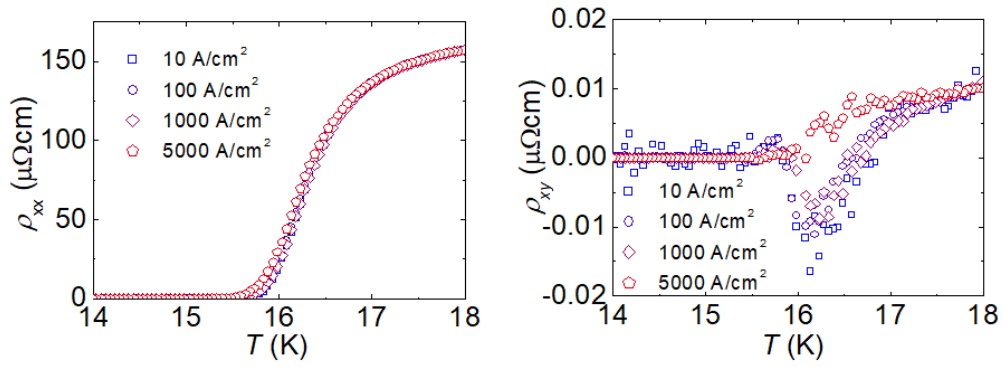 ρxx (μΩcm)
150
100
50
0
10 A/cm²
100 A/cm²
1000 A/cm²
5000 A/cm²
14 15 16 17 18
T (K)
ρxy (μΩcm)
0.02
0.01
0.00
-0.01
-0.02
10 A/cm²
100 A/cm²
1000 A/cm²
5000 A/cm²
14 15 16 17 18
T (K)